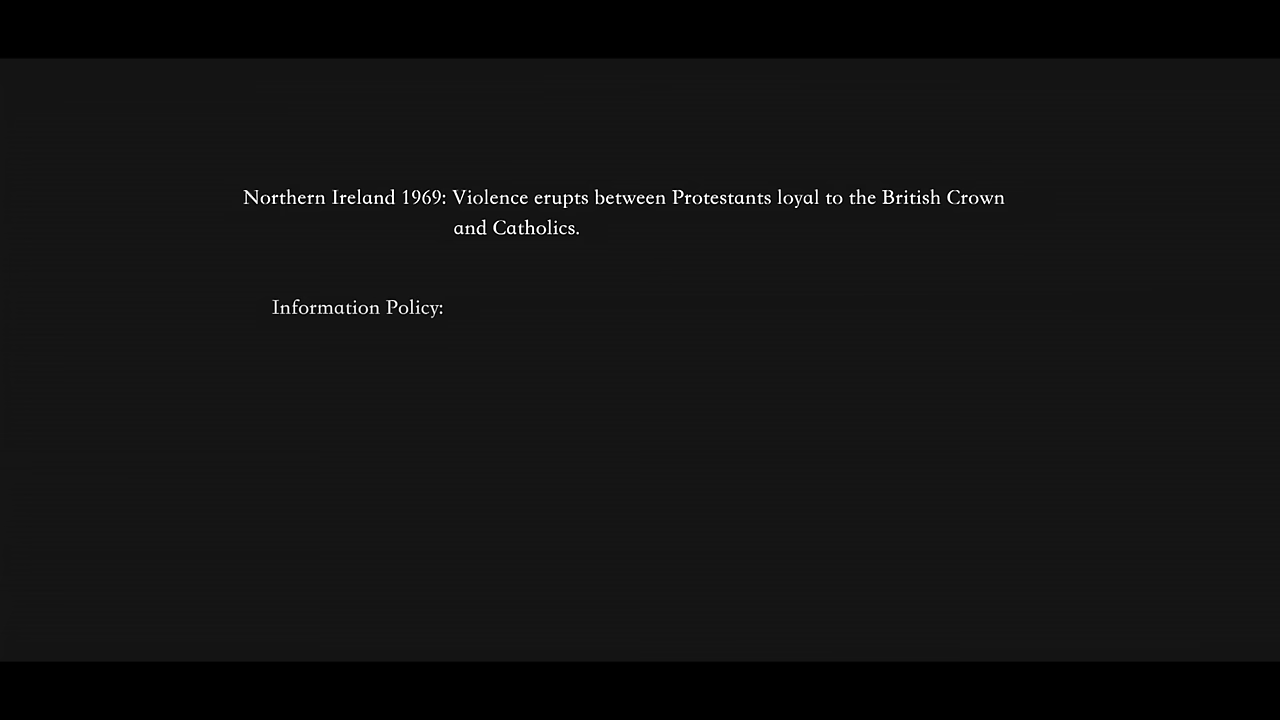 Northern Ireland 1969: Violence erupts between Protestants loyal to the British Crown
and Catholics.
Information Policy: